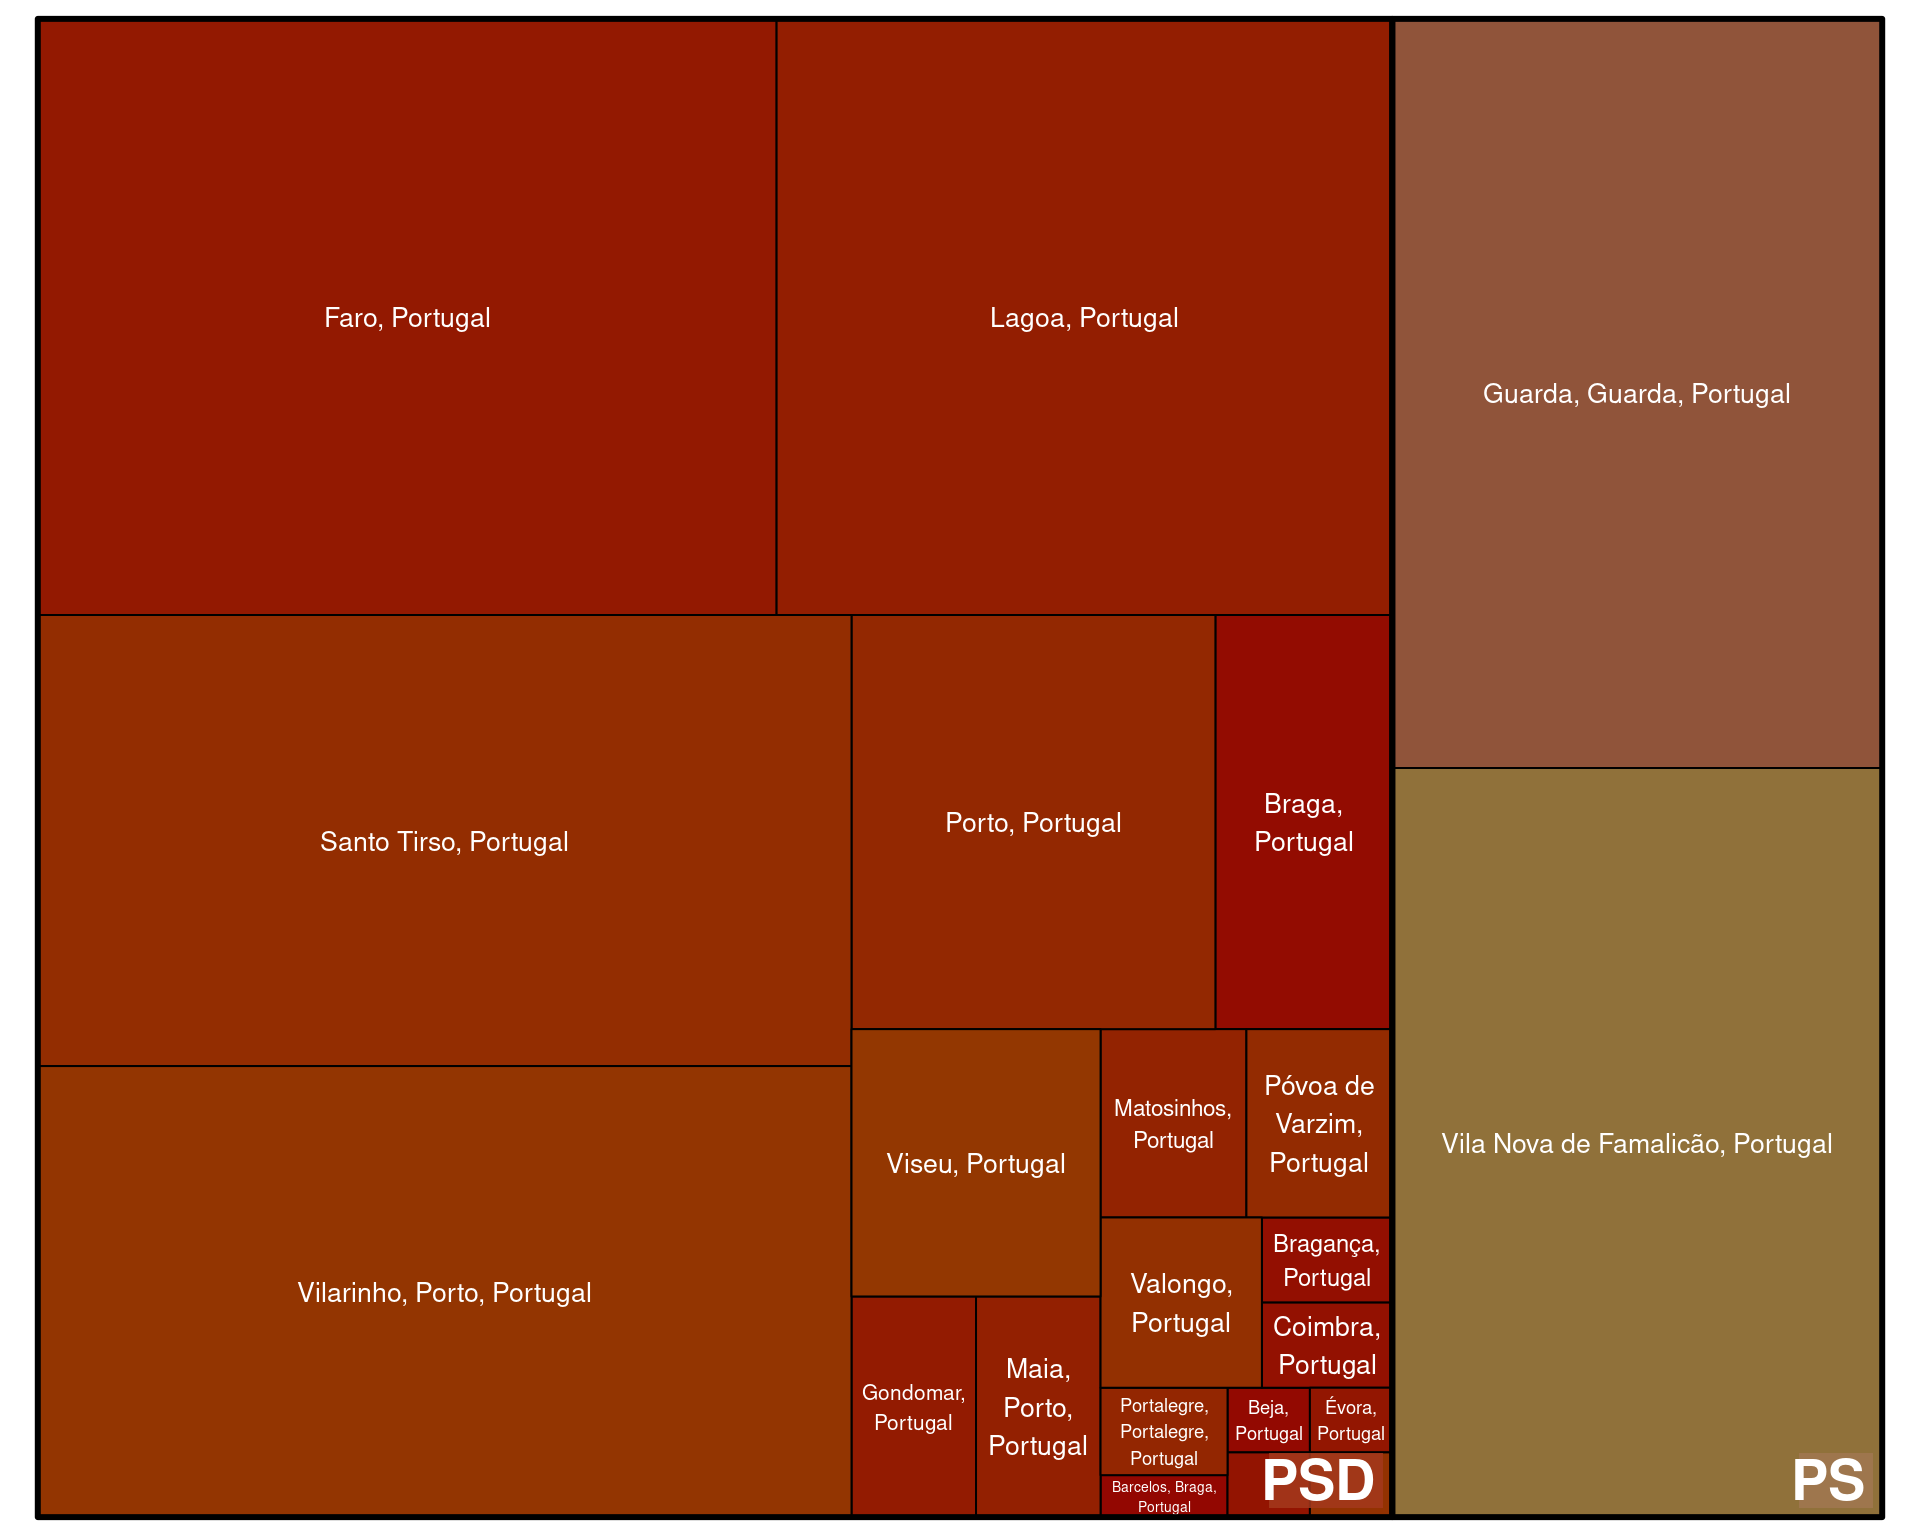 Faro, Portugal
Lagoa, Portugal
Guarda, Guarda, Portugal
Santo Tirso, Portugal
Porto, Portugal
Braga,
Portugal
Vilarinho, Porto, Portugal
Viseu, Portugal
Matosinhos,
Portugal
Póvoa de
Varzim,
Portugal
Vila Nova de Famalicão, Portugal
Gondomar,
Portugal
Maia,
Porto,
Portugal
Valongo,
Portugal
Bragança,
Portugal
Coimbra,
Portugal
Portalegre,
Portalegre,
Portugal
Beja,
Portugal
Évora,
Portugal
Barcelos, Braga,
Portugal
PSD
PS